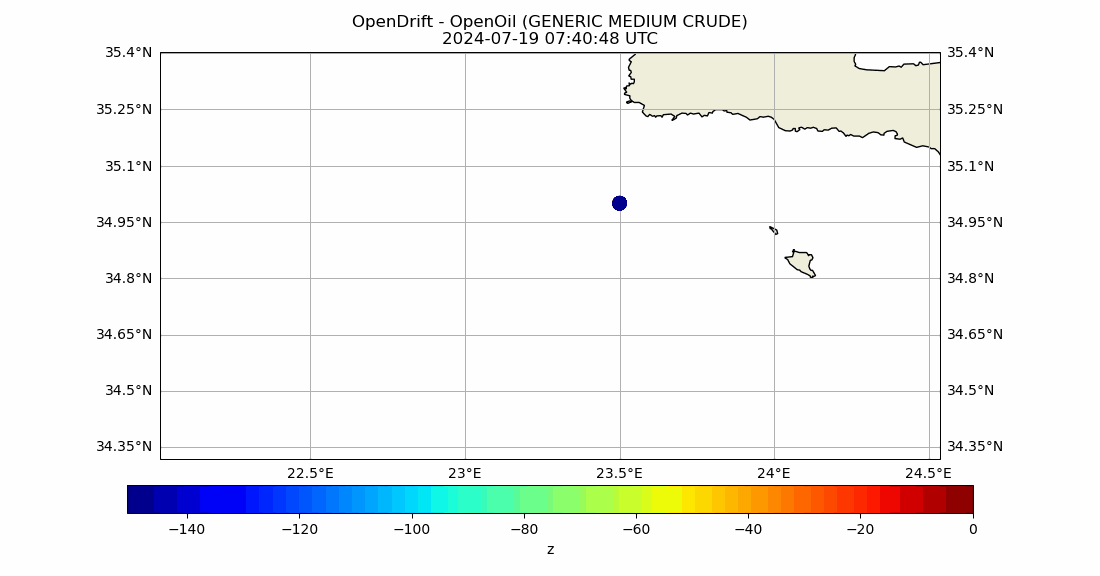 OpenDrift - OpenOil (GENERIC MEDIUM CRUDE)
2024-07-19 07:40:48 UTC
35.4°N 35.4°N
35.25°N 35.25°N
35.1°N 35.1°N
34.95°N 34.95°N
34.8°N 34.8°N
34.65°N 34.65°N
34.5°N 34.5°N
34.35°N 34.35°N
22.5°E 23°E 23.5°E 24°E 24.5°E
−140 −120 −100 −80 −60 −40 −20 0
z